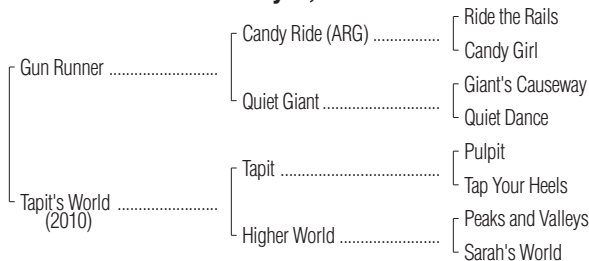 Ride the Rails
Candy Ride (ARG) ................
Candy Girl
Gun Runner ..........................
Giant's Causeway
Quiet Giant ............................
Quiet Dance
Pulpit
Tapit ......................................
Tap Your Heels
Tapit's World ........................
(2010)
Peaks and Valleys
Higher World ........................
Sarah's World